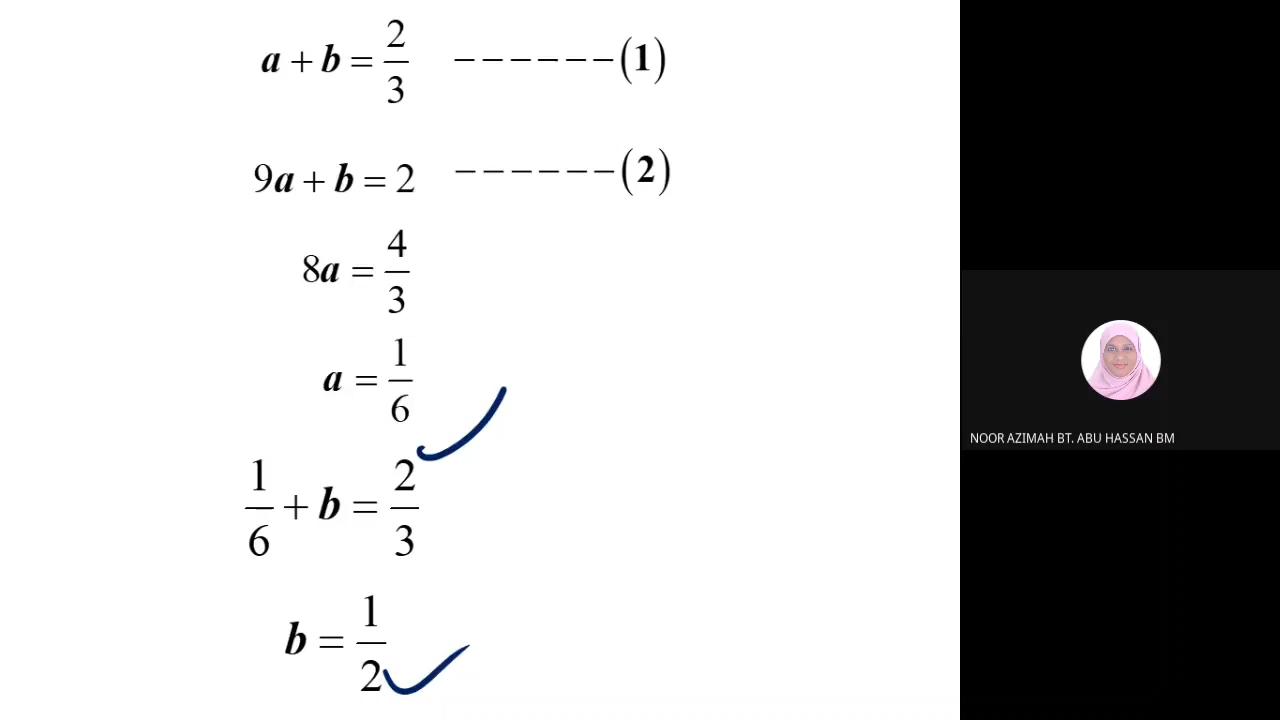 a + b = 2/3 ------(1)
9a + b = 2 ------(2)
8a = 4/3
a = 1/6
1/6 + b = 2/3
b = 1/2
NOOR AZIMAH BT. ABU HASSAN BM